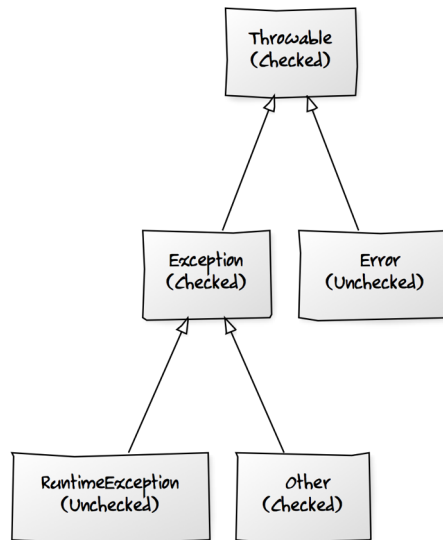 Throwable
(Checked)
Exception
(Checked)
Error
(Unchecked)
RuntimeException
(Unchecked)
Other
(Checked)